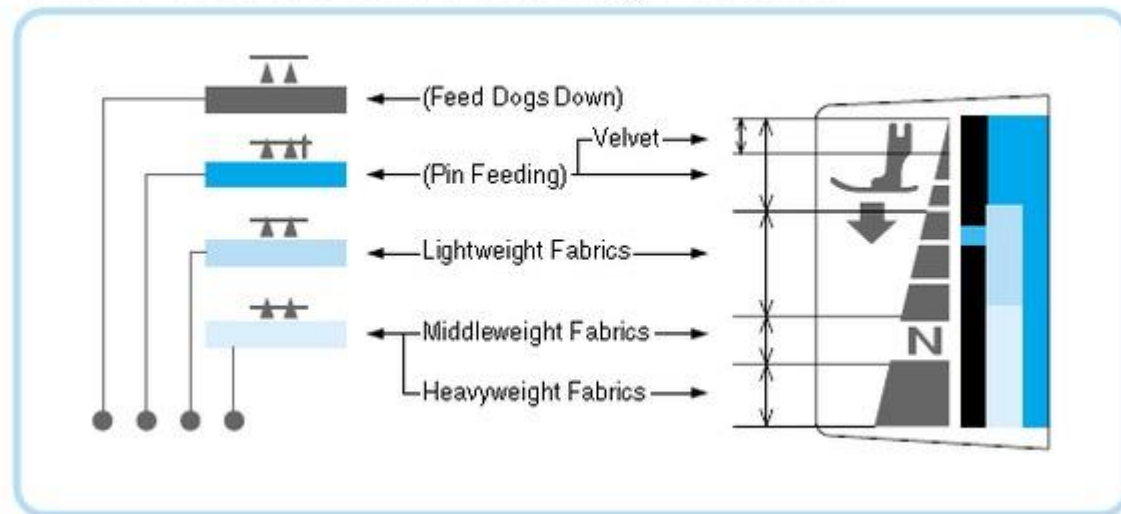 (Feed Dogs Down)
Velvet
(Pin Feeding)
Lightweight Fabrics
Middleweight Fabrics
N
Heavyweight Fabrics